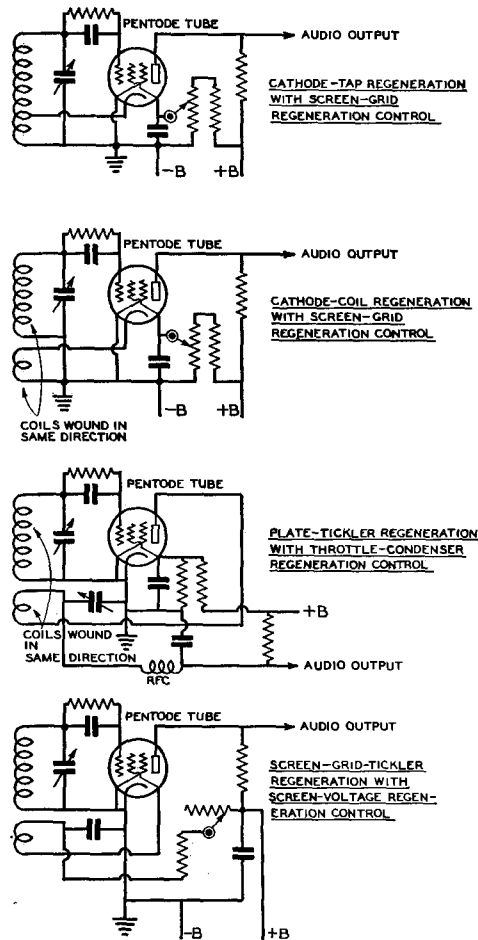 PENTODE TUBE
AUDIO OUTPUT
CATHODE-TAP REGENERATION
WITH SCREEN-GRID
REGENERATION CONTROL
-B
+B
PENTODE TUBE
AUDIO OUTPUT
CATHODE-COIL REGENERATION
WITH SCREEN-GRID
REGENERATION CONTROL
COILS WOUND IN
SAME DIRECTION
-B
+B
PENTODE TUBE
PLATE-TICKLER REGENERATION
WITH THROTTLE-CONDENSER
REGENERATION CONTROL
+B
COILS WOUND
IN
SAME DIRECTION
RFC
AUDIO OUTPUT
PENTODE TUBE
AUDIO OUTPUT
SCREEN-GRID-TICKLER
REGENERATION WITH
SCREEN-VOLTAGE REGEN-
ERATION CONTROL
-B
+B